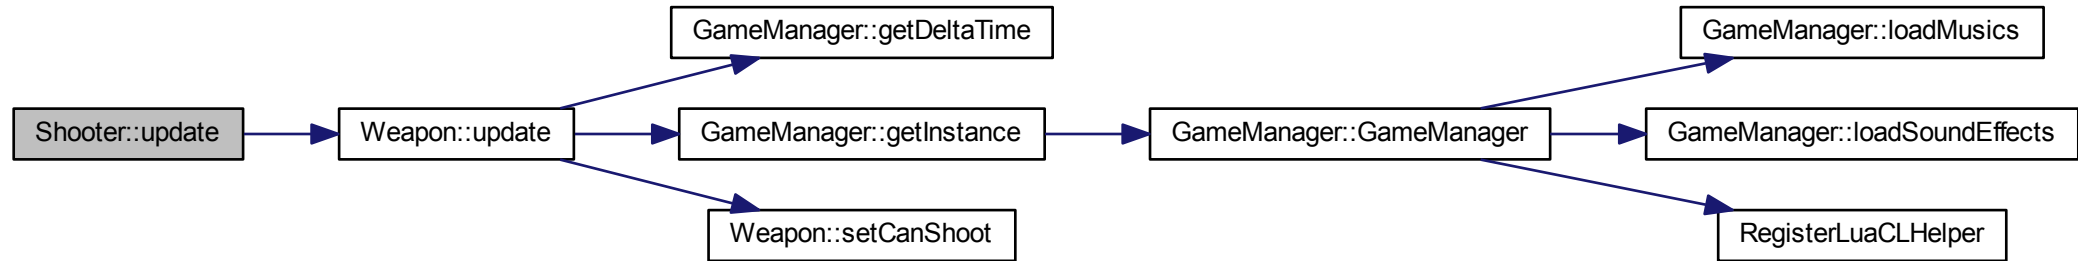 Shooter::update
Weapon::update
GameManager::getDeltaTime
GameManager::getInstance
Weapon::setCanShoot
GameManager::GameManager
GameManager::loadMusics
GameManager::loadSoundEffects
RegisterLuaCLHelper